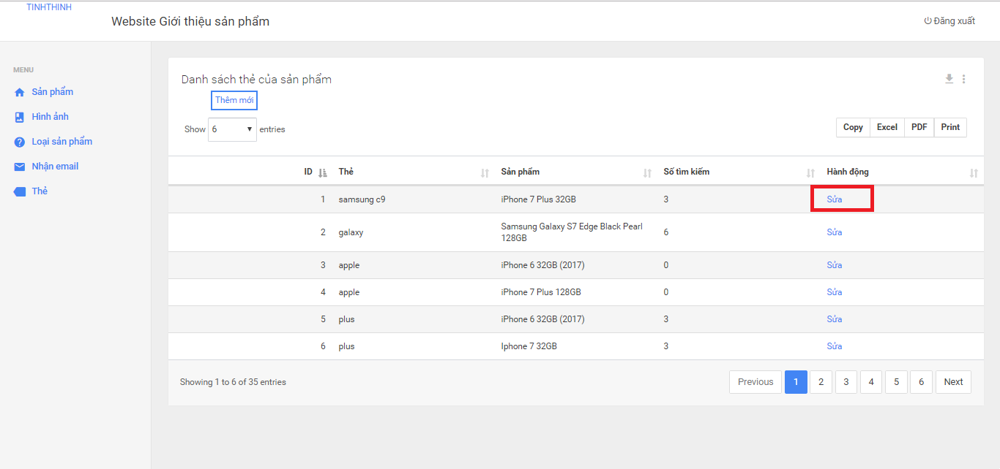 TINHTHINH
Website Giới thiệu sản phẩm
Đăng xuất
MENU
Sản phẩm
Hình ảnh
Loại sản phẩm
Nhận email
Thẻ
Danh sách thẻ của sản phẩm
Thêm mới
Show 6 entries
Copy Excel PDF Print
ID Thẻ Sản phẩm Số tìm kiếm Hành động
1 samsung c9 iPhone 7 Plus 32GB 3 Sửa
2 galaxy Samsung Galaxy S7 Edge Black Pearl 128GB 6 Sửa
3 apple iPhone 6 32GB (2017) 0 Sửa
4 apple iPhone 7 Plus 128GB 0 Sửa
5 plus iPhone 6 32GB (2017) 3 Sửa
6 plus Iphone 7 32GB 3 Sửa
Showing 1 to 6 of 35 entries
Previous 1 2 3 4 5 6 Next